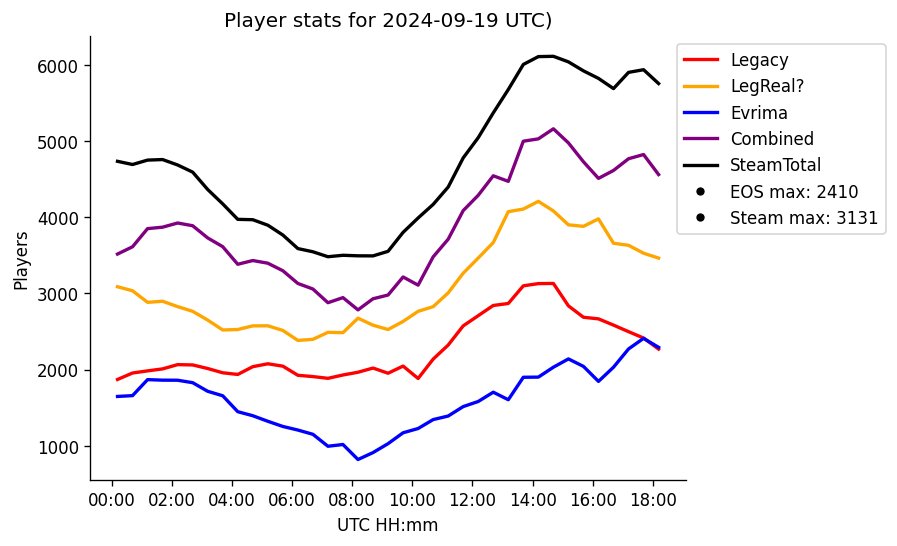 Player stats for 2024-09-19 UTC)
6000
5000
4000
3000
2000
1000
Players
00:00 02:00 04:00 06:00 08:00 10:00 12:00 14:00 16:00 18:00
UTC HH:mm
Legacy
LegReal?
Evrima
Combined
SteamTotal
EOS max: 2410
Steam max: 3131